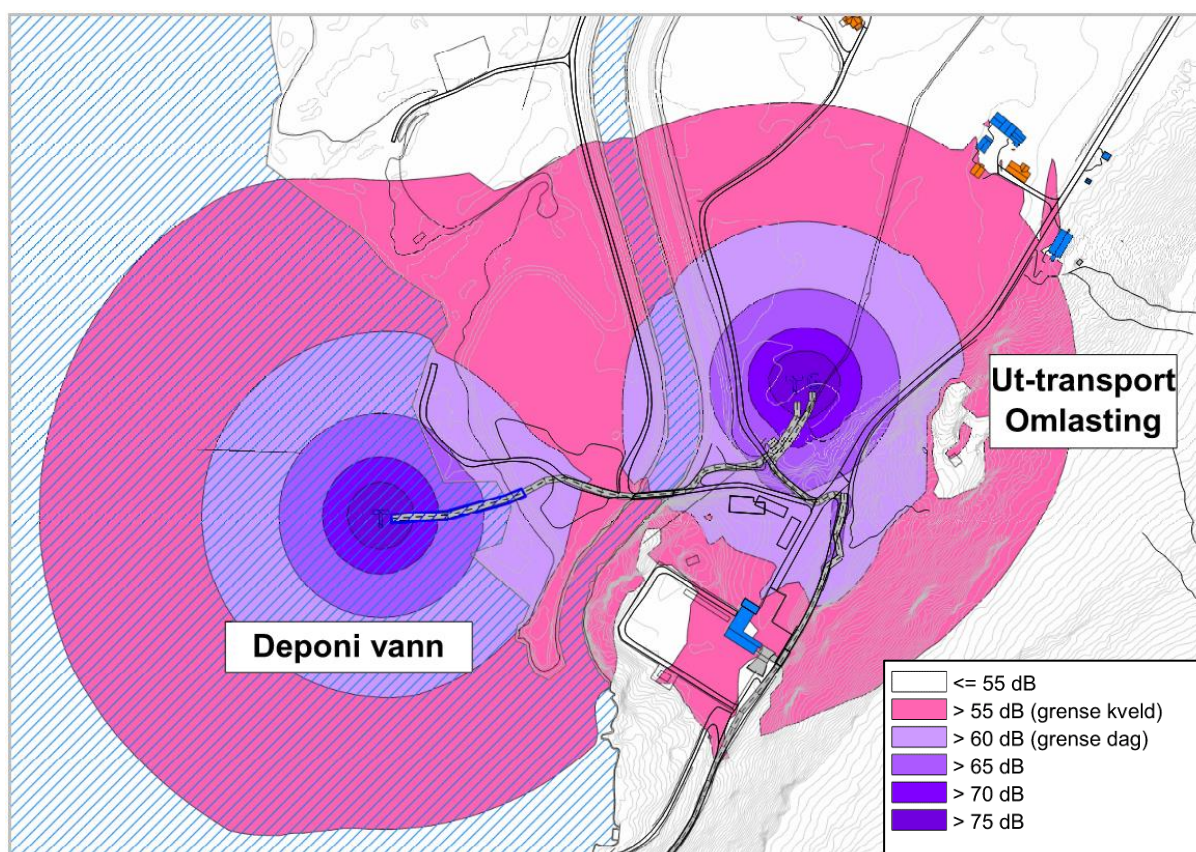 Ut-transport
Omlasting
Deponi vann
<= 55 dB
> 55 dB (grense kveld)
> 60 dB (grense dag)
> 65 dB
> 70 dB
> 75 dB